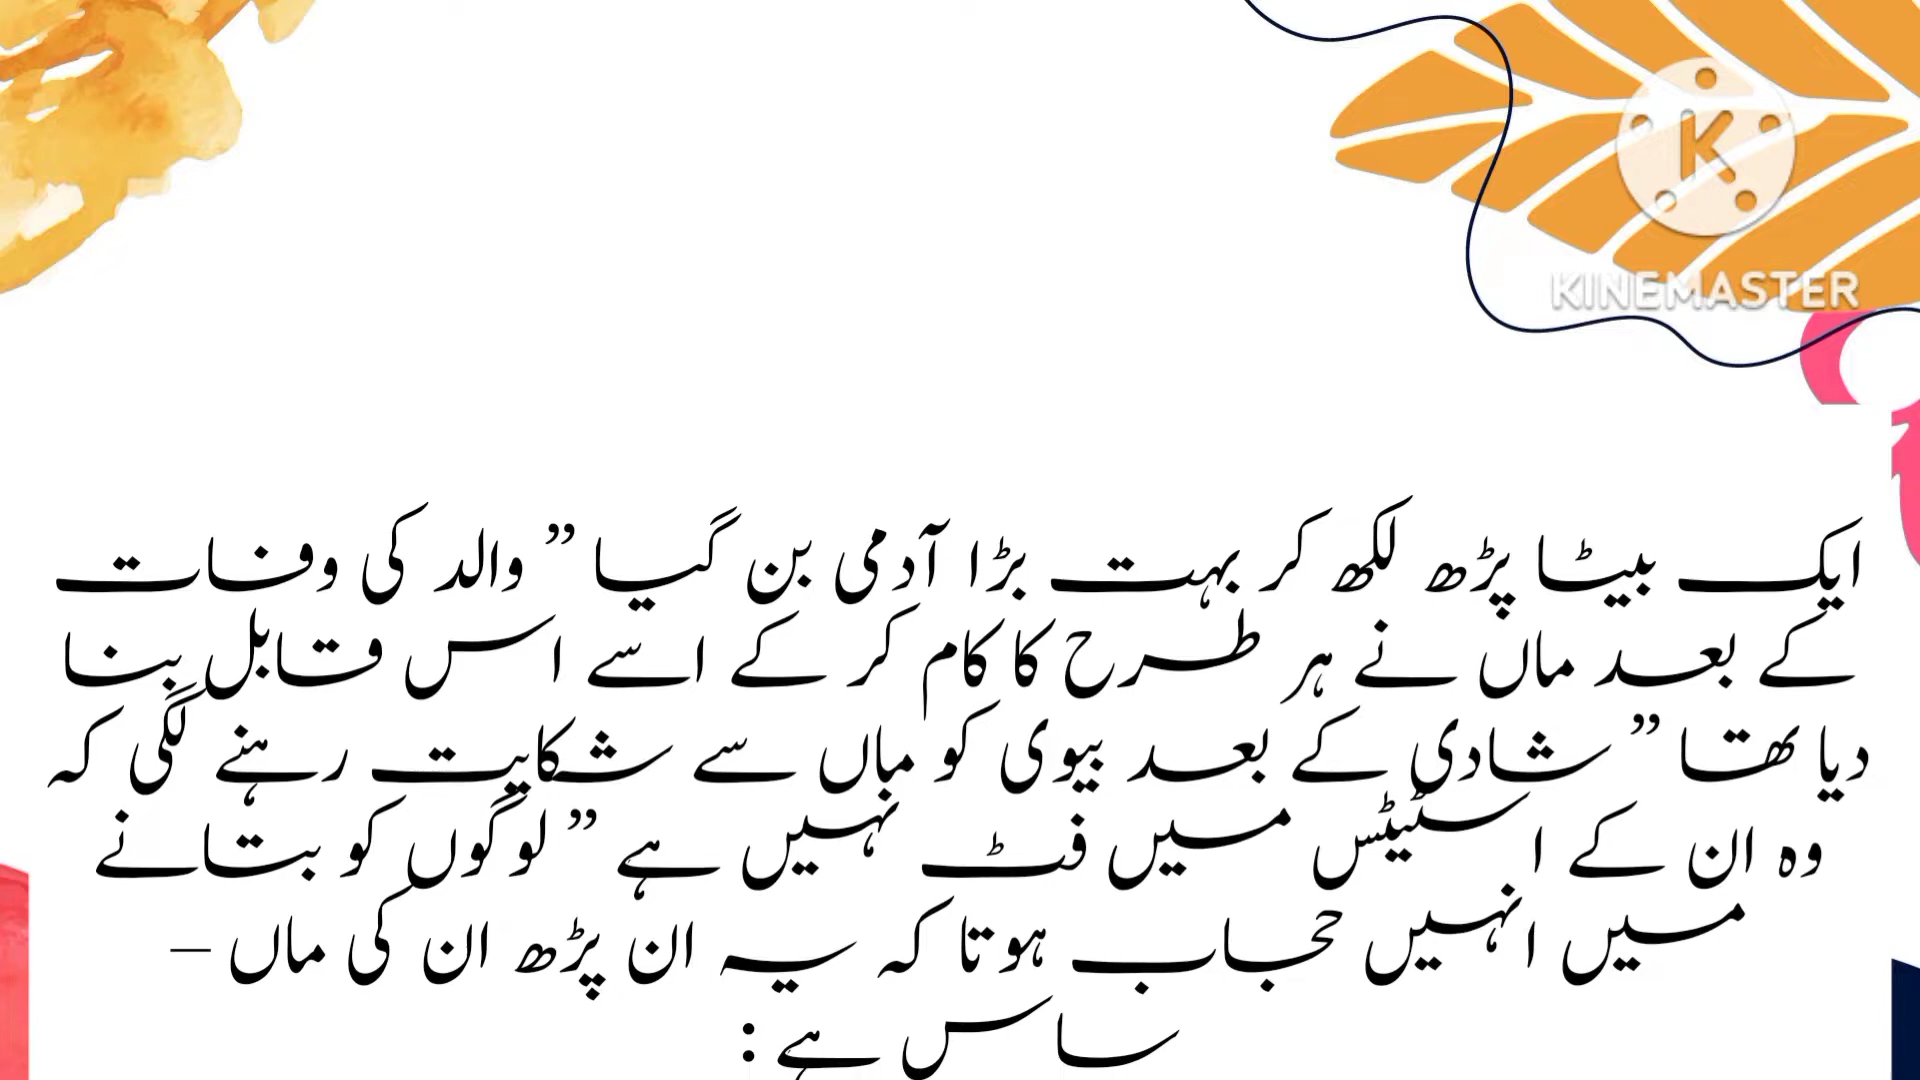 KINEMASTER
ایک بیٹا پڑھ لکھ کر بہت بڑا آدمی بن گیا ” والد کی وفات
کے بعد ماں نے ہر طرح کا کام کر کے اسے اس قابل بنا
دیا تھا ” شادی کے بعد بیوی کو ماں سے شکایت رہنے لگی کہ
وہ ان کے اسٹیٹس میں فٹ نہیں ہے ” لوگوں کو بتانے
میں انہیں حجاب ہوتا کہ یہ ان پڑھ ان کی ماں –
ساس ہے :